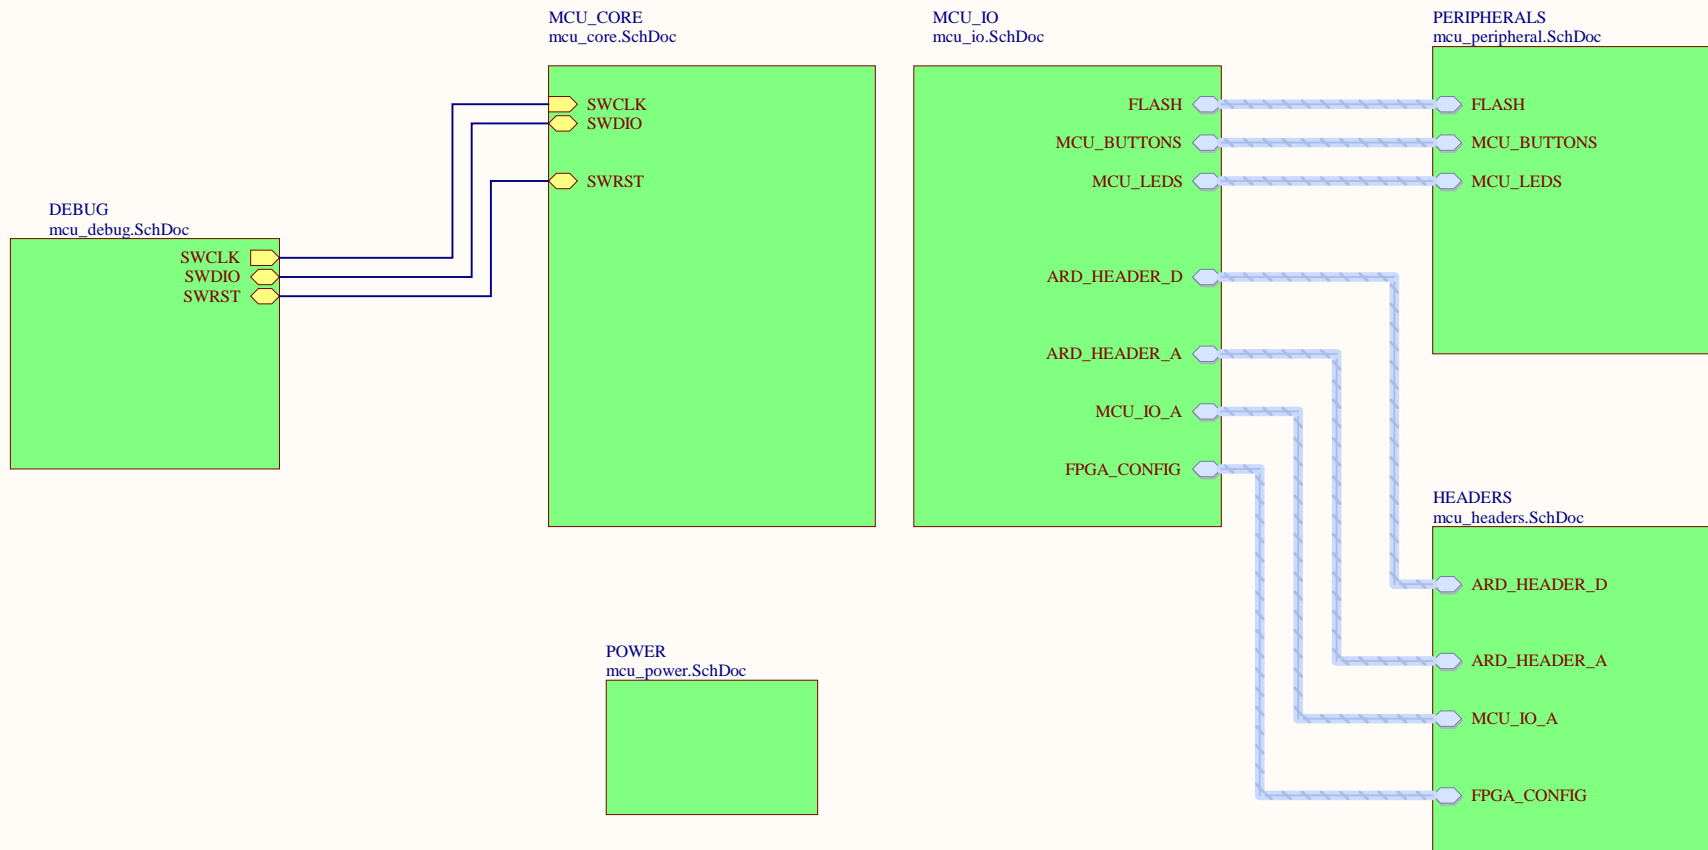 MCU_CORE
mcu_core.SchDoc
SWCLK
SWDIO
SWRST
DEBUG
mcu_debug.SchDoc
SWCLK
SWDIO
SWRST
MCU_IO
mcu_io.SchDoc
FLASH
MCU_BUTTONS
MCU_LEDS
ARD_HEADER_D
ARD_HEADER_A
MCU_IO_A
FPGA_CONFIG
PERIPHERALS
mcu_peripheral.SchDoc
FLASH
MCU_BUTTONS
MCU_LEDS
HEADERS
mcu_headers.SchDoc
ARD_HEADER_D
ARD_HEADER_A
MCU_IO_A
FPGA_CONFIG
POWER
mcu_power.SchDoc